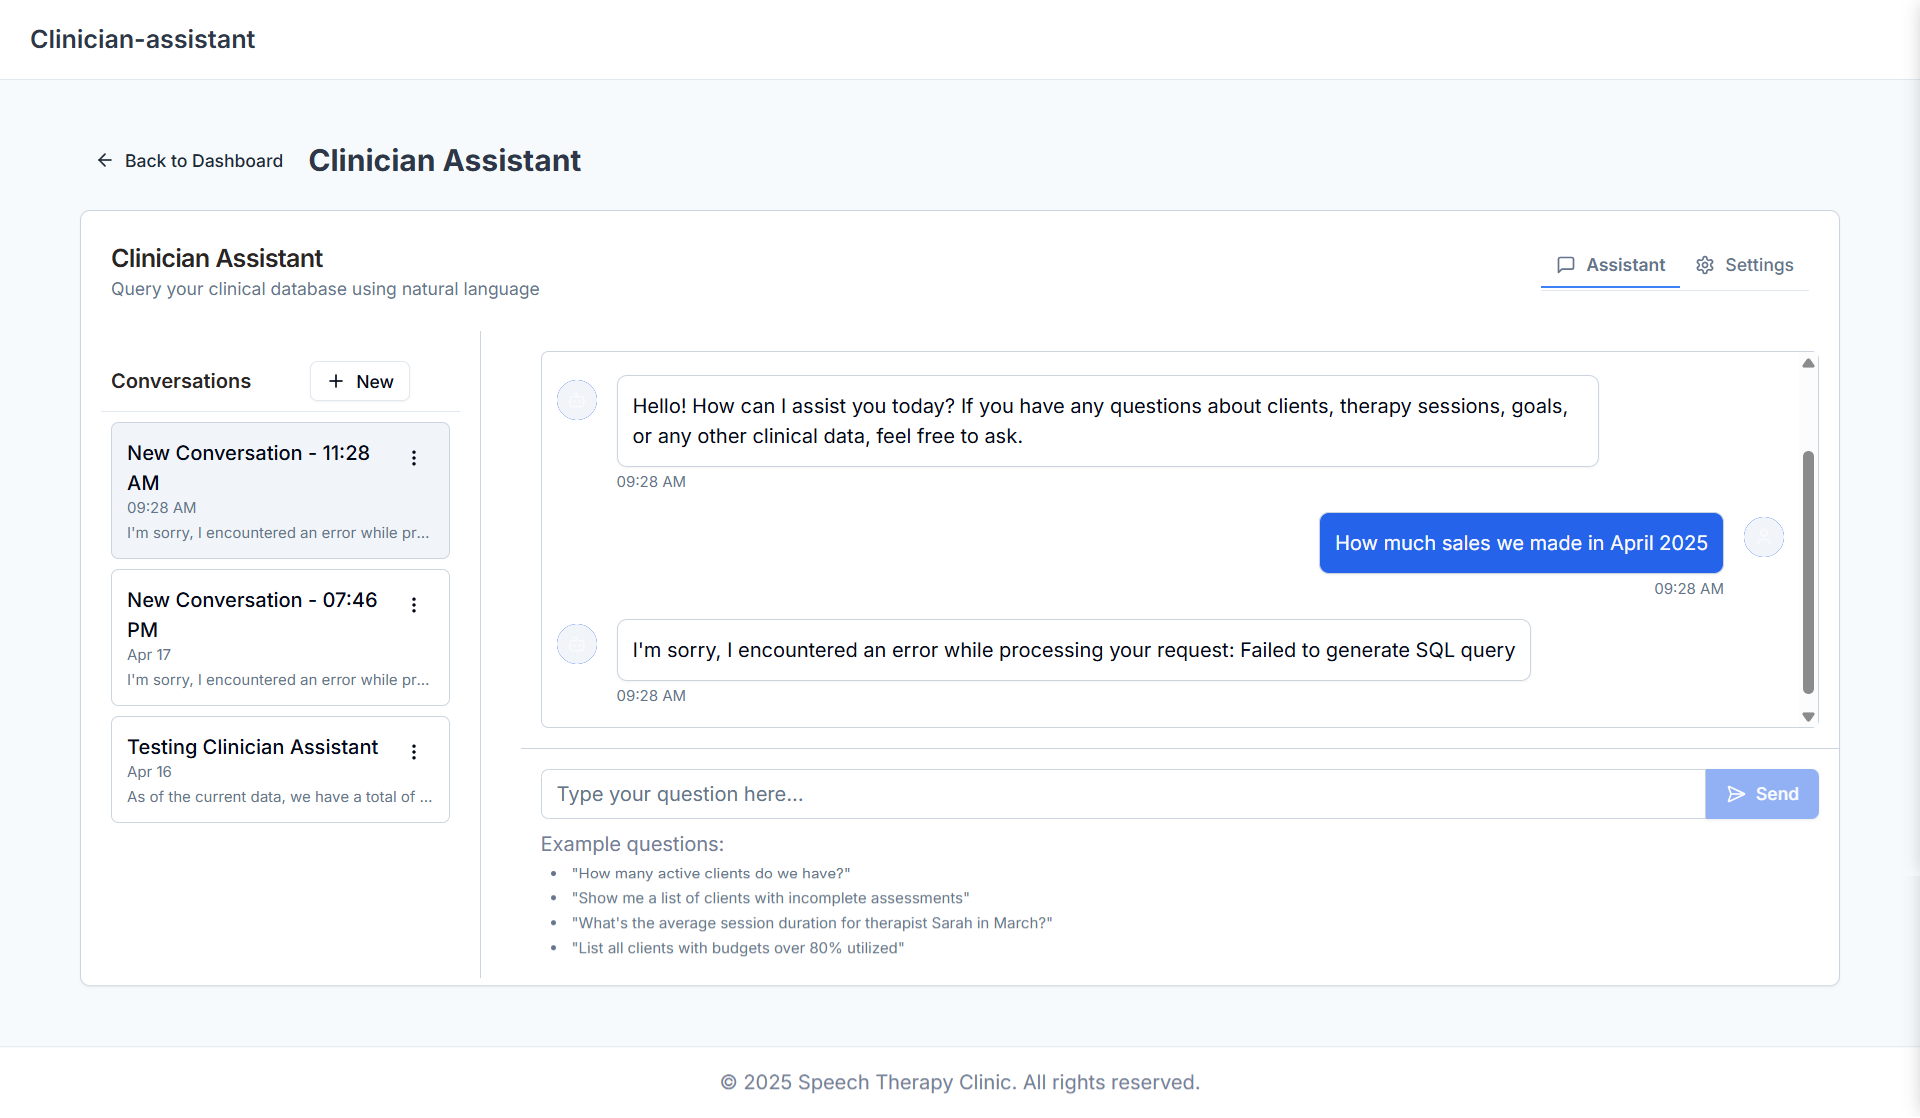 Clinician-assistant
Back to Dashboard
Clinician Assistant
Clinician Assistant
Query your clinical database using natural language
Assistant
Settings
Conversations
New
New Conversation - 11:28
AM
09:28 AM
I'm sorry, I encountered an error while pr...
New Conversation - 07:46
PM
Apr 17
I'm sorry, I encountered an error while pr...
Testing Clinician Assistant
Apr 16
As of the current data, we have a total of ...
Hello! How can I assist you today? If you have any questions about clients, therapy sessions, goals,
or any other clinical data, feel free to ask.
09:28 AM
How much sales we made in April 2025
09:28 AM
I'm sorry, I encountered an error while processing your request: Failed to generate SQL query
09:28 AM
Type your question here...
Send
Example questions:
• "How many active clients do we have?"
• "Show me a list of clients with incomplete assessments"
• "What's the average session duration for therapist Sarah in March?"
• "List all clients with budgets over 80% utilized"
© 2025 Speech Therapy Clinic. All rights reserved.